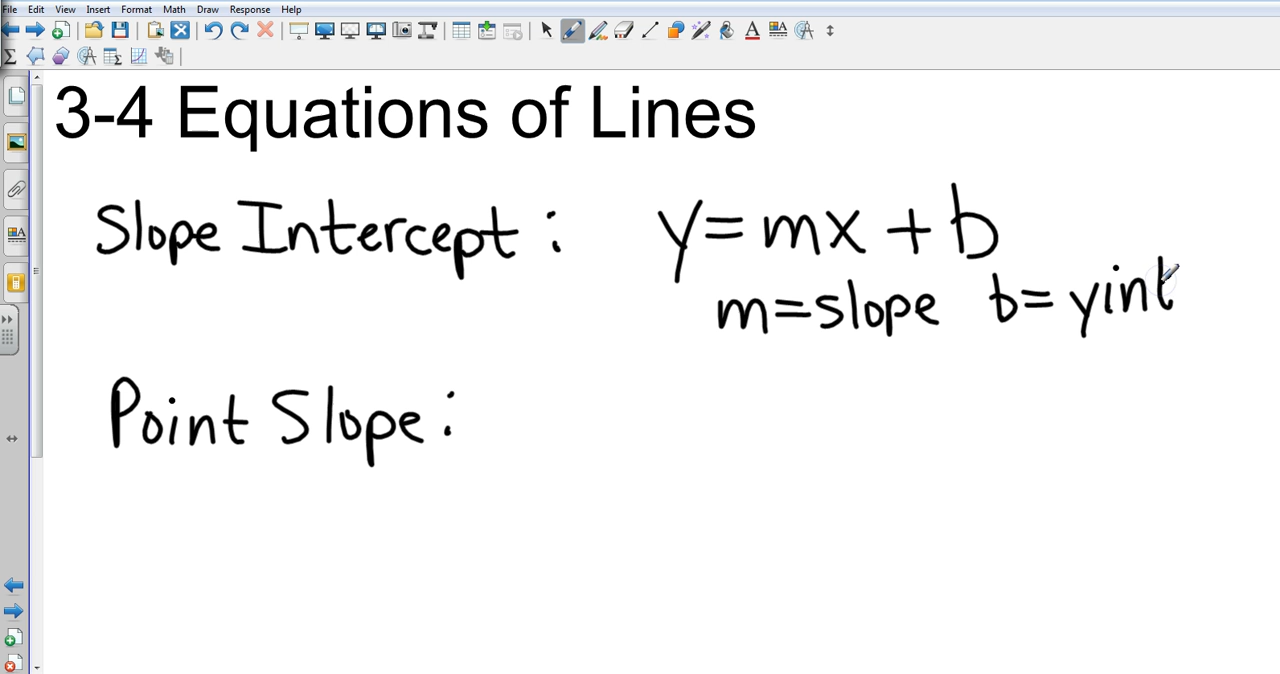 File Edit View Insert Format Math Draw Response Help
3-4 Equations of Lines
Slope Intercept: y=mx+b
m=slope b=yint
Point Slope: